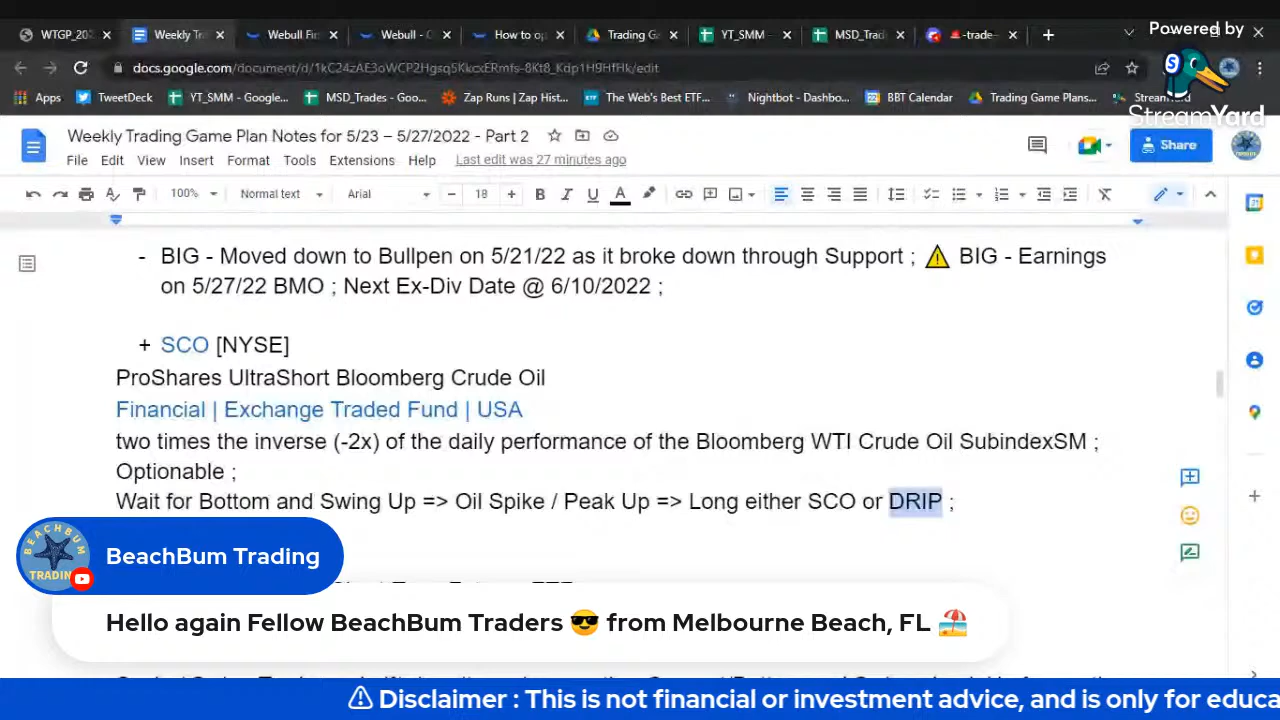 WTGP_202
Weekly Tr
Webull Fi
Webull - O
How to op
Trading Ga
YT_SMM -
MSD_Trad
-trade-
Powered by
docs.google.com/document/d/
/edit
Apps
TweetDeck
YT_SMM - Google...
MSD_Trades - Goo...
Zap Runs | Zap Hist...
The Web's Best ETF...
Nightbot - Dashbo...
BBT Calendar
Trading Game Plans...
StreamYard
StreamYard
Weekly Trading Game Plan Notes for 5/23 – 5/27/2022 - Part 2
Share
File Edit View Insert Format Tools Extensions Help Last edit was 27 minutes ago
100% Normal text Arial 18
- BIG - Moved down to Bullpen on 5/21/22 as it broke down through Support ; ⚠ BIG - Earnings
on 5/27/22 BMO ; Next Ex-Div Date @ 6/10/2022 ;
+ SCO [NYSE]
ProShares UltraShort Bloomberg Crude Oil
Financial | Exchange Traded Fund | USA
two times the inverse (-2x) of the daily performance of the Bloomberg WTI Crude Oil SubindexSM ;
Optionable ;
Wait for Bottom and Swing Up => Oil Spike / Peak Up => Long either SCO or DRIP ;
BEACHBUM
TRADING
BeachBum Trading
Hello again Fellow BeachBum Traders 😎 from Melbourne Beach, FL 🏖️
⚠ Disclaimer : This is not financial or investment advice, and is only for educa